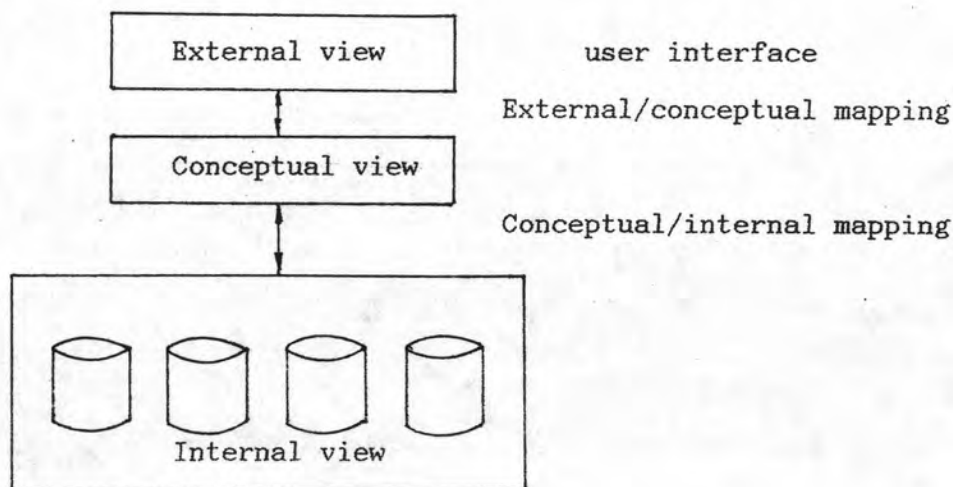 External view
user interface
External/conceptual mapping
Conceptual view
Conceptual/internal mapping
Internal view